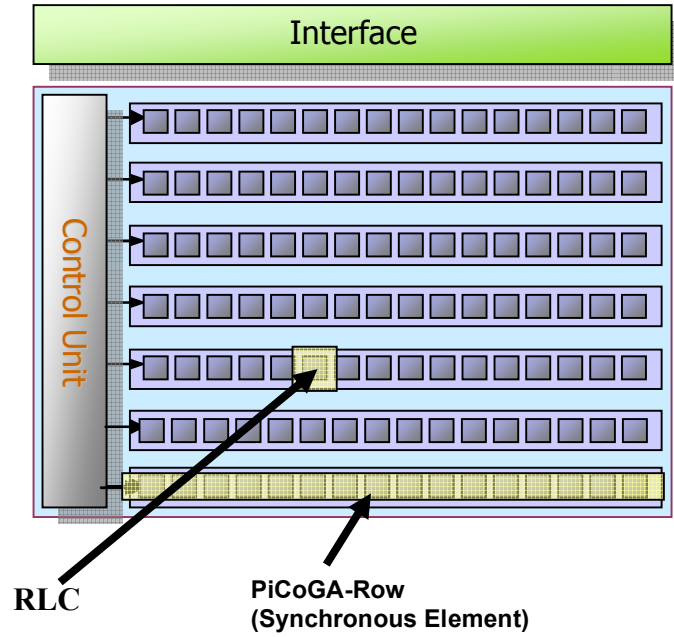 Interface
Control Unit
RLC
PiCoGA-Row
(Synchronous Element)